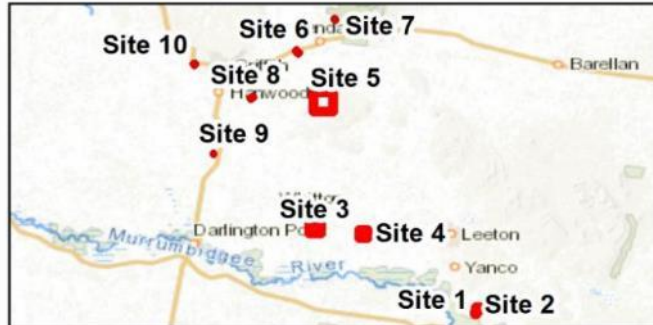 Site 6
Site 7
Site 10
Barellan
Site 8
Site 5
Hanwood
Site 9
Site 3
Darlington Po
Site 4
Leeton
Murrumbidgee
River
Yanco
Site 1
Site 2